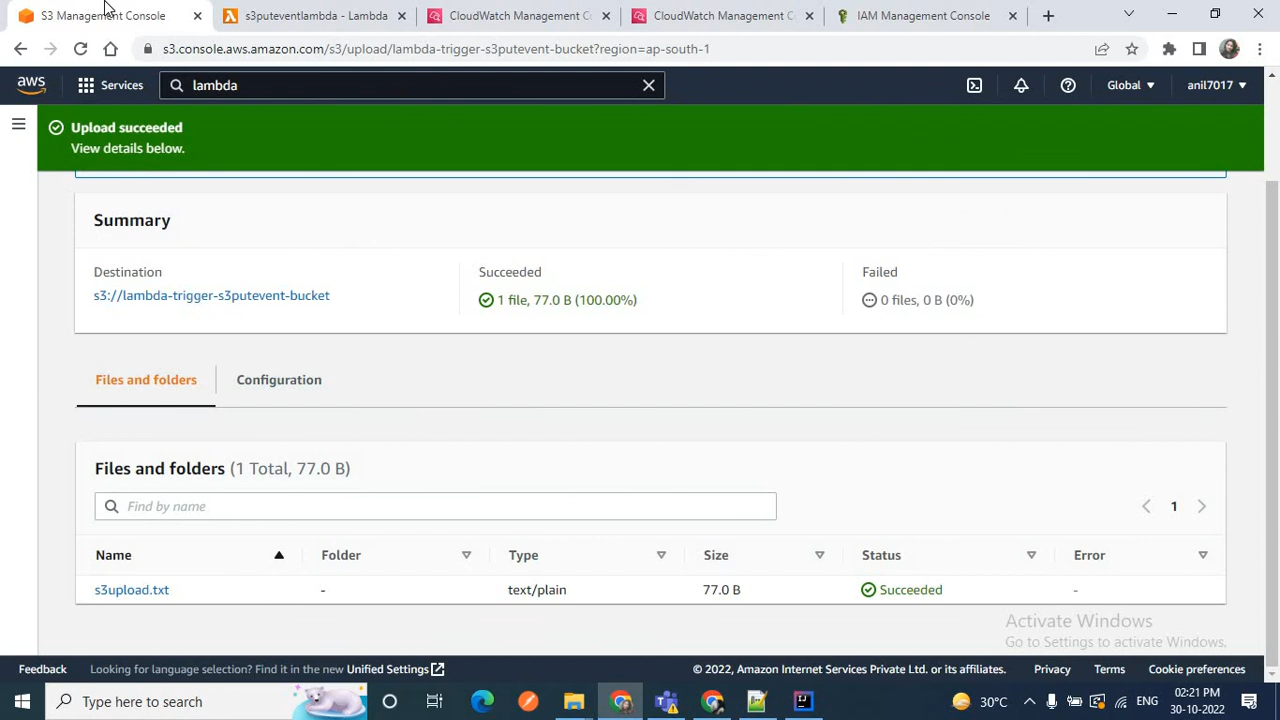 S3 Management Console
s3puteventlambda - Lambda
CloudWatch Management C
CloudWatch Management C
IAM Management Console
s3.console.aws.amazon.com/s3/upload/lambda-trigger-s3putevent-bucket?region=ap-south-1
aws
Services
lambda
Global
anil7017
Upload succeeded
View details below.
Summary
Destination
Succeeded
Failed
s3://lambda-trigger-s3putevent-bucket
1 file, 77.0 B (100.00%)
0 files, 0 B (0%)
Files and folders
Configuration
Files and folders (1 Total, 77.0 B)
Find by name
1
Name
Folder
Type
Size
Status
Error
s3upload.txt
-
text/plain
77.0 B
Succeeded
-
Activate Windows
Go to Settings to activate Windows.
Feedback
Looking for language selection? Find it in the new Unified Settings
© 2022, Amazon Internet Services Private Ltd. or its affiliates.
Privacy
Terms
Cookie preferences
Type here to search
30°C
ENG
02:21 PM
30-10-2022